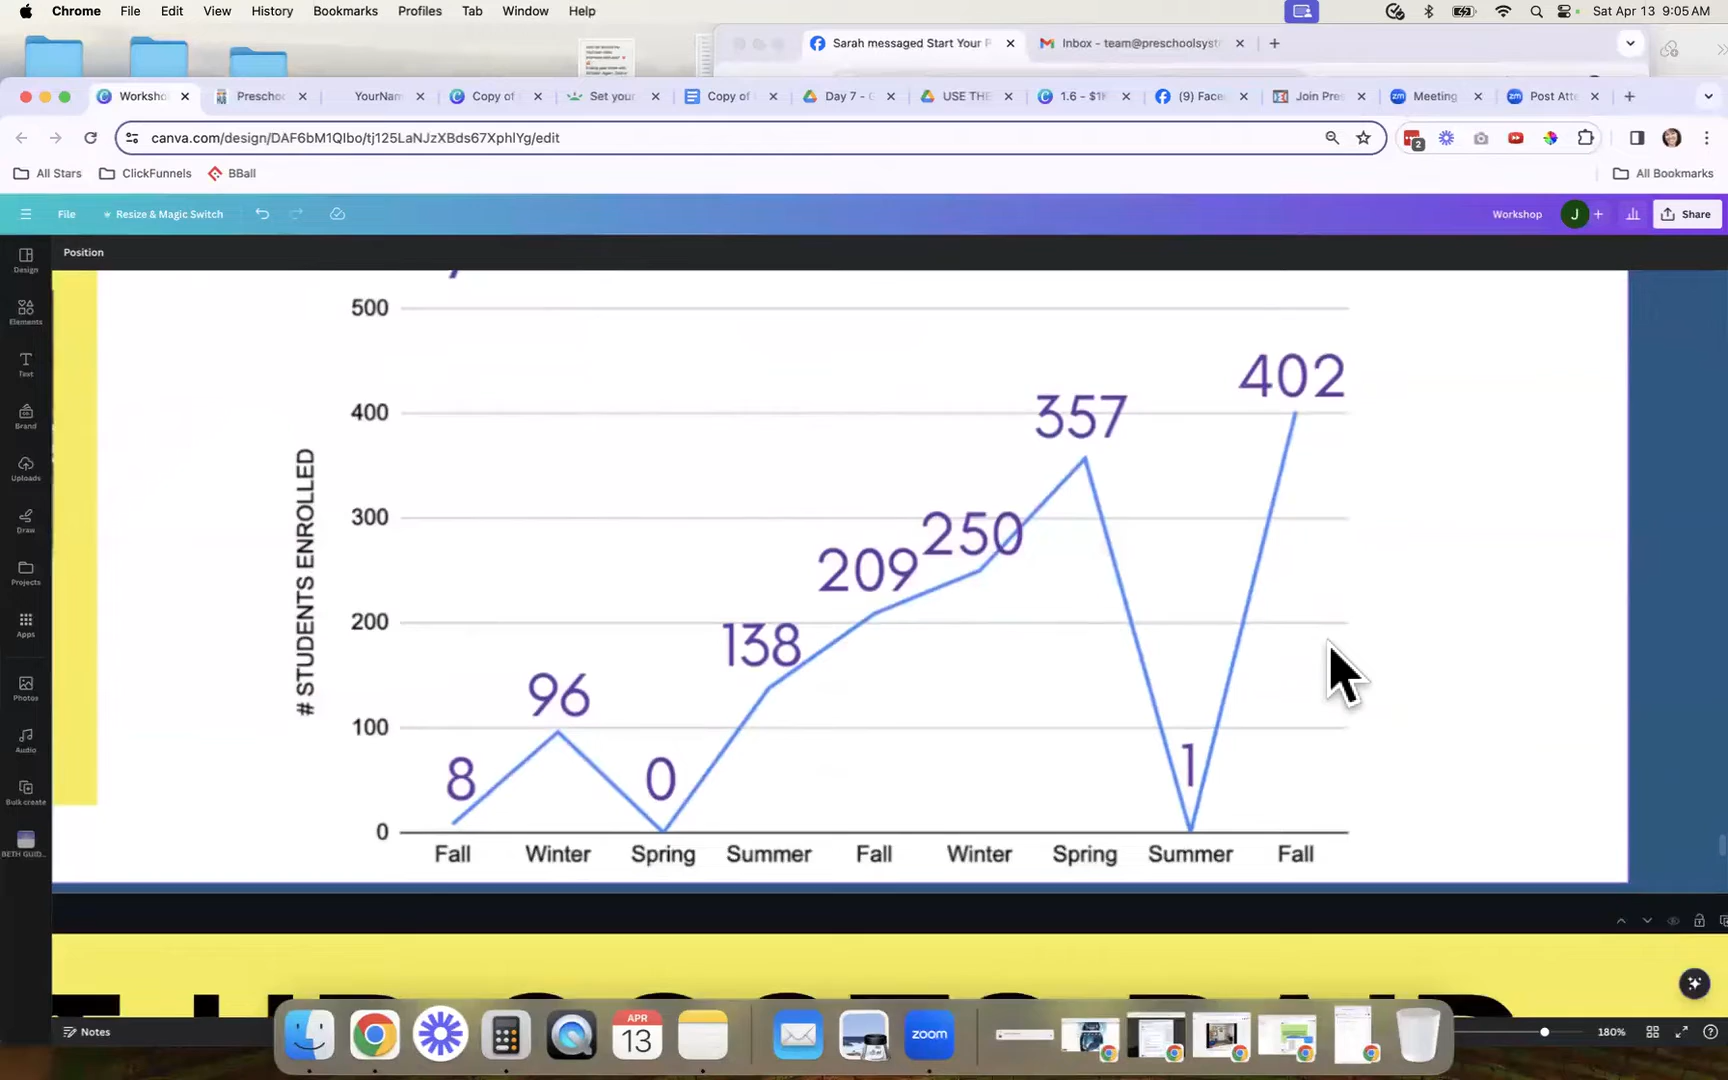 Chrome File Edit View History Bookmarks Profiles Tab Window Help Sat Apr 13 9:05 AM
Sarah messaged Start Your P Inbox - team@preschoolsyst
Worksho Preschoo YourNam Copy of Set your Copy of Day 7 - G USE THE 1.6 - $1K (9) Face Join Pres Meeting Post Atte
canva.com/design/DAF6bM1QIbo/tj125LaNJzXBds67XphlYg/edit
2
All Stars ClickFunnels BBall All Bookmarks
File Resize & Magic Switch Workshop J Share
Position
Design
Elements
Text
Brand
Uploads
Draw
Projects
Apps
Photos
Audio
Bulk create
BETH GUID...
500
400
300
200
100
0
# STUDENTS ENROLLED
8
96
0
138
209
250
357
1
402
Fall Winter Spring Summer Fall Winter Spring Summer Fall
Notes 180%
APR
13
zoom